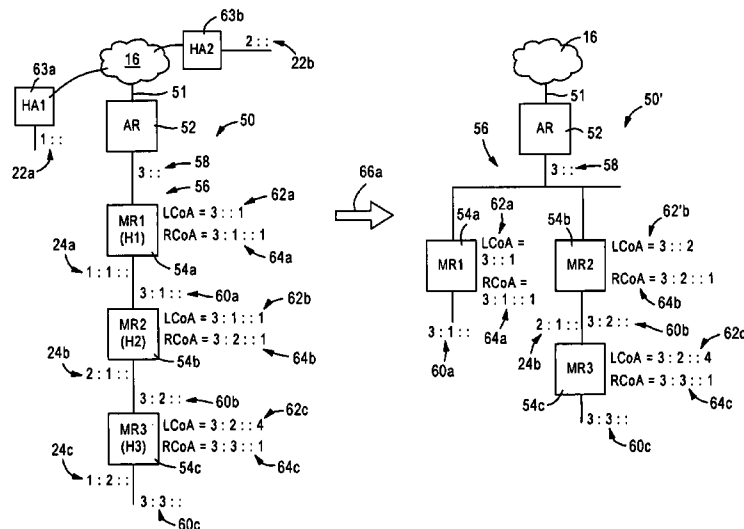 63b
16
HA2
2 : :
22b
63a
HA1
1 : :
22a
51
AR
52
50
3 : :
58
56
62a
MR1
(H1)
LCoA = 3 : : 1
RCoA = 3 : 1 : : 1
24a
1 : 1 : :
54a
64a
3 : 1 : :
60a
62b
MR2
(H2)
LCoA = 3 : 1 : : 1
RCoA = 3 : 2 : : 1
24b
2 : 1 : :
54b
64b
3 : 2 : :
60b
62c
MR3
(H3)
LCoA = 3 : 2 : : 4
RCoA = 3 : 3 : : 1
24c
1 : 2 : :
54c
64c
3 : 3 : :
60c
66a
16
51
AR
52
50'
56
3 : :
58
54a
62a
MR1
LCoA =
3 : : 1
RCoA =
3 : 1 : : 1
3 : 1 : :
60a
64a
54b
62'b
MR2
LCoA = 3 : : 2
RCoA = 3 : 2 : : 1
64b
2 : 1 : :
24b
3 : 2 : :
60b
62c
MR3
LCoA = 3 : 2 : : 4
RCoA = 3 : 3 : : 1
54c
64c
3 : 3 : :
60c